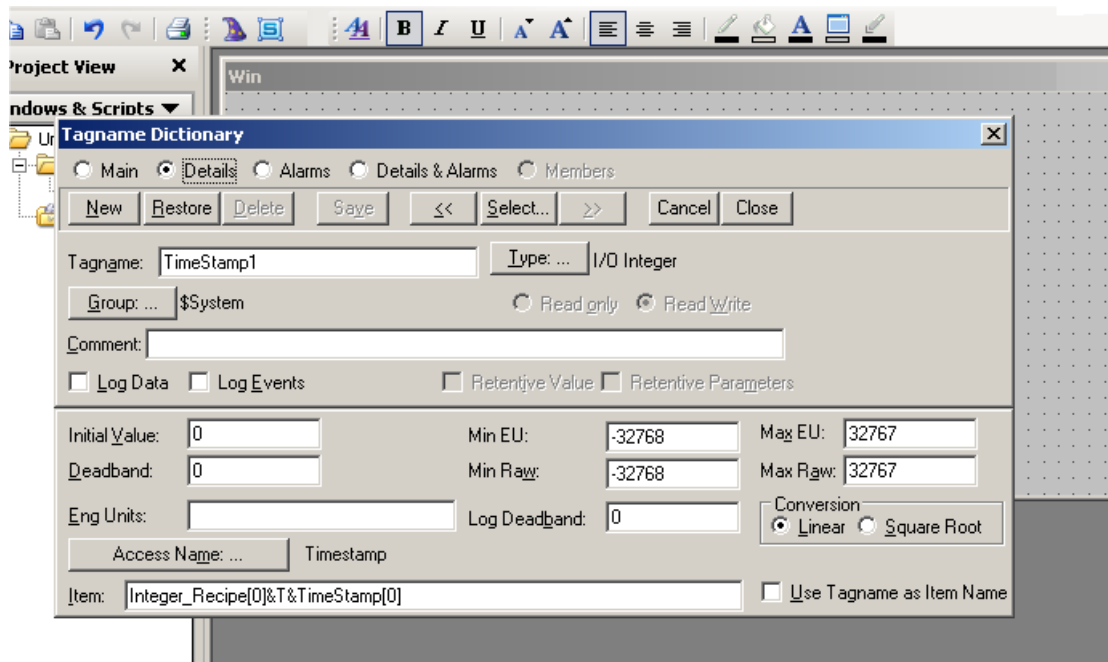 B I U A A A
Project View
Win
ndows & Scripts
Ur
Tagname Dictionary
Main Details Alarms Details & Alarms Members
New Restore Delete Save << Select... >> Cancel Close
Tagname: TimeStamp1 Type: ... I/O Integer
Group: ... $System Read only Read Write
Comment:
Log Data Log Events Retentive Value Retentive Parameters
Initial Value: 0 Min EU: -32768 Max EU: 32767
Deadband: 0 Min Raw: -32768 Max Raw: 32767
Eng Units: Log Deadband: 0 Conversion
Linear Square Root
Access Name: ... Timestamp
Item: Integer_Recipe[0]&T&TimeStamp[0] Use Tagname as Item Name